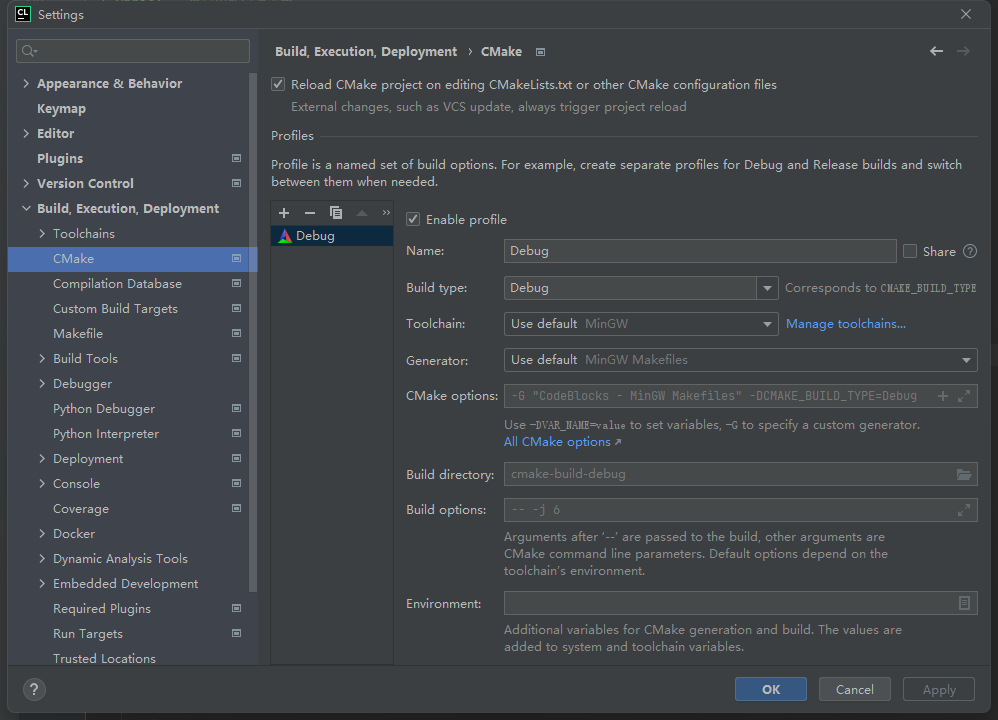 CL Settings
Appearance & Behavior
Keymap
Editor
Plugins
Version Control
Build, Execution, Deployment
Toolchains
CMake
Compilation Database
Custom Build Targets
Makefile
Build Tools
Debugger
Python Debugger
Python Interpreter
Deployment
Console
Coverage
Docker
Dynamic Analysis Tools
Embedded Development
Required Plugins
Run Targets
Trusted Locations
Build, Execution, Deployment › CMake
Reload CMake project on editing CMakeLists.txt or other CMake configuration files
External changes, such as VCS update, always trigger project reload
Profiles
Profile is a named set of build options. For example, create separate profiles for Debug and Release builds and switch
between them when needed.
Debug
Enable profile
Name: Debug Share ?
Build type: Debug Corresponds to CMAKE_BUILD_TYPE
Toolchain: Use default MinGW Manage toolchains...
Generator: Use default MinGW Makefiles
CMake options: -G "CodeBlocks - MinGW Makefiles" -DCMAKE_BUILD_TYPE=Debug
Use -DVAR_NAME=value to set variables, -G to specify a custom generator.
All CMake options ↗
Build directory: cmake-build-debug
Build options: -- -j 6
Arguments after '--' are passed to the build, other arguments are
CMake command line parameters. Default options depend on the
toolchain's environment.
Environment:
Additional variables for CMake generation and build. The values are
added to system and toolchain variables.
? OK Cancel Apply